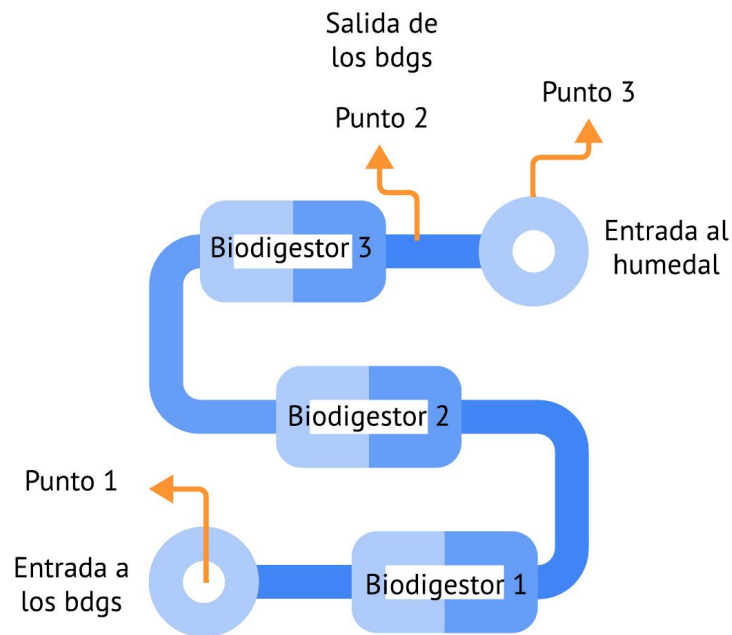 Salida de
los bdgs
Punto 3
Punto 2
Biodigestor 3
Entrada al
humedal
Biodigestor 2
Punto 1
Entrada a
los bdgs
Biodigestor 1